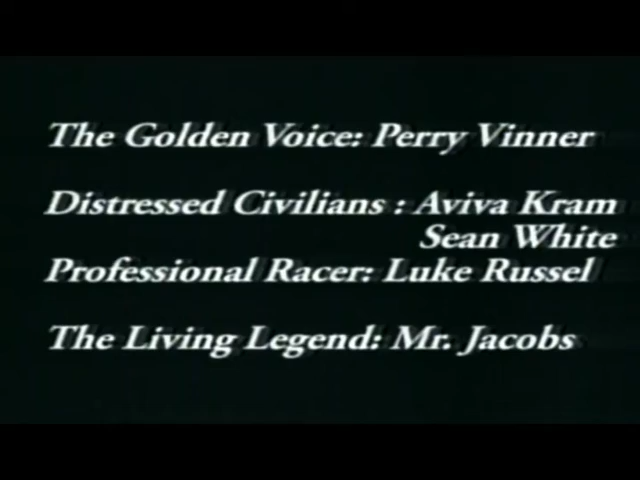 The Golden Voice: Perry Vinner
Distressed Civilians : Aviva Kram
Sean White
Professional Racer: Luke Russel
The Living Legend: Mr. Jacobs